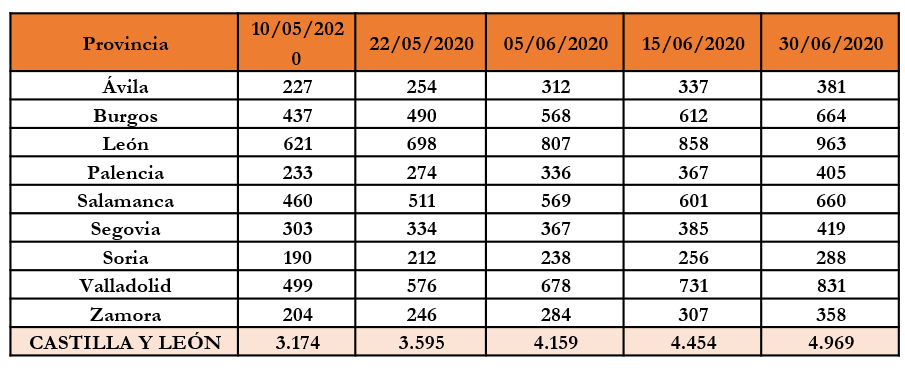 Provincia 10/05/202
0 22/05/2020 05/06/2020 15/06/2020 30/06/2020
Ávila 227 254 312 337 381
Burgos 437 490 568 612 664
León 621 698 807 858 963
Palencia 233 274 336 367 405
Salamanca 460 511 569 601 660
Segovia 303 334 367 385 419
Soria 190 212 238 256 288
Valladolid 499 576 678 731 831
Zamora 204 246 284 307 358
CASTILLA Y LEÓN 3.174 3.595 4.159 4.454 4.969